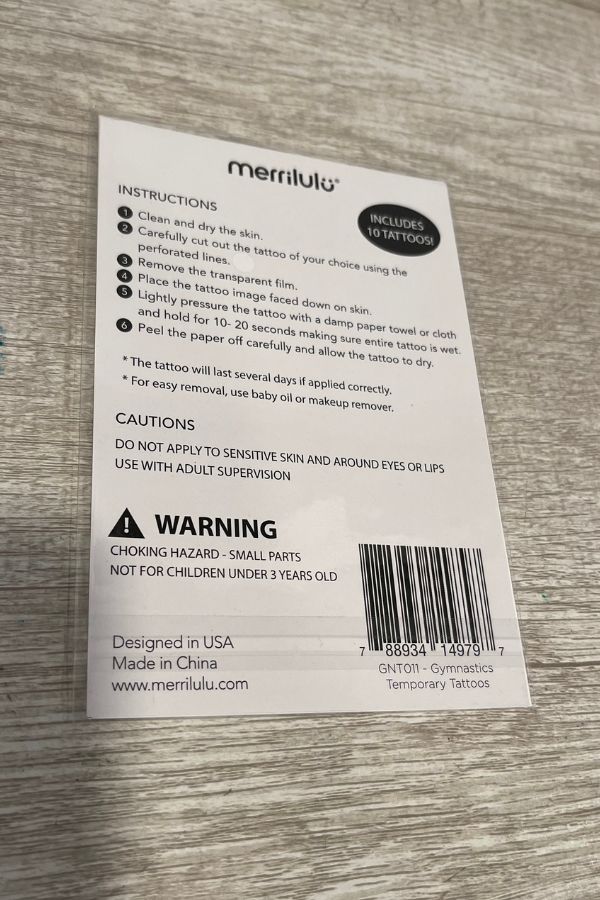 merrilulu®
INSTRUCTIONS
INCLUDES
10 TATTOOS!
1 Clean and dry the skin.
2 Carefully cut out the tattoo of your choice using the
perforated lines.
3 Remove the transparent film.
4 Place the tattoo image faced down on skin.
5 Lightly pressure the tattoo with a damp paper towel or cloth
and hold for 10- 20 seconds making sure entire tattoo is wet.
6 Peel the paper off carefully and allow the tattoo to dry.
* The tattoo will last several days if applied correctly.
* For easy removal, use baby oil or makeup remover.
CAUTIONS
DO NOT APPLY TO SENSITIVE SKIN AND AROUND EYES OR LIPS
USE WITH ADULT SUPERVISION
WARNING
CHOKING HAZARD - SMALL PARTS
NOT FOR CHILDREN UNDER 3 YEARS OLD
Designed in USA
Made in China
www.merrilulu.com
7 88934 14979 7
GNT011 - Gymnastics
Temporary Tattoos